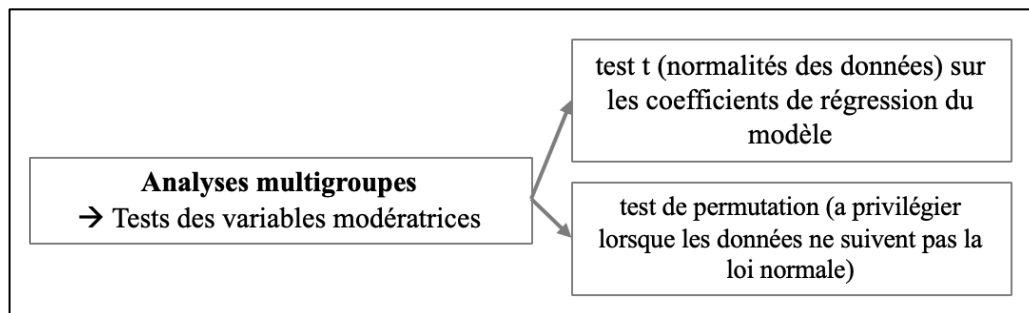 Analyses multigroupes
→ Tests des variables modératrices
test t (normalités des données) sur
les coefficients de régression du
modèle
test de permutation (a privilégier
lorsque les données ne suivent pas la
loi normale)